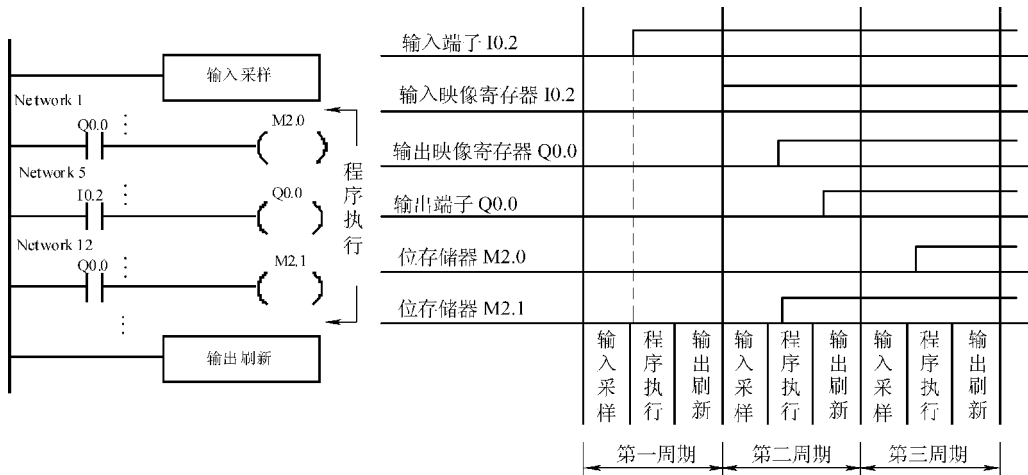 输入采样
Network 1
Q0.0
M2.0
Network 5
I0.2
Q0.0
Network 12
Q0.0
M2.1
输出刷新
程序执行
输入端子 I0.2
输入映像寄存器 I0.2
输出映像寄存器 Q0.0
输出端子 Q0.0
位存储器 M2.0
位存储器 M2.1
输入采样
程序执行
输出刷新
输入采样
程序执行
输出刷新
输入采样
程序执行
输出刷新
第一周期
第二周期
第三周期